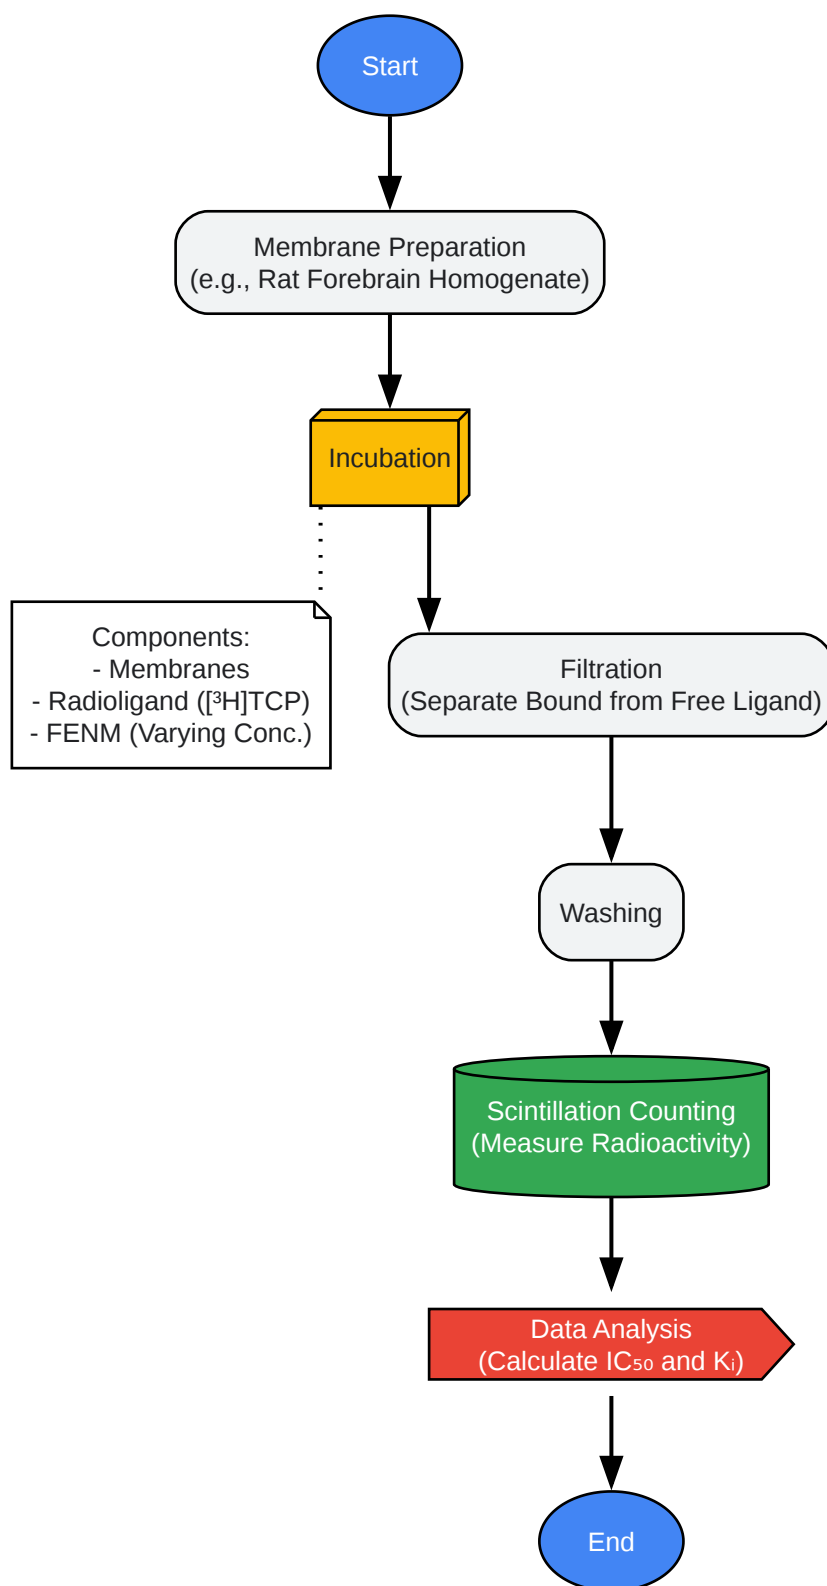 Start
Membrane Preparation
(e.g., Rat Forebrain Homogenate)
Incubation
Components:
- Membranes
- Radioligand ([³H]TCP)
- FENM (Varying Conc.)
Filtration
(Separate Bound from Free Ligand)
Washing
Scintillation Counting
(Measure Radioactivity)
Data Analysis
(Calculate IC₅₀ and Kᵢ)
End